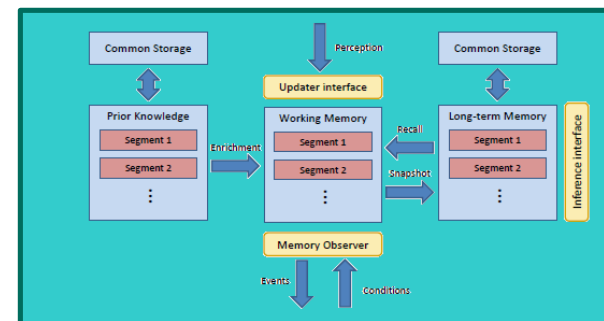 Common Storage
Perception
Common Storage
Updater interface
Prior Knowledge
Segment 1
Segment 2
Enrichment
Working Memory
Segment 1
Segment 2
Recall
Snapshot
Long-term Memory
Segment 1
Segment 2
Inference interface
Memory Observer
Events
Conditions